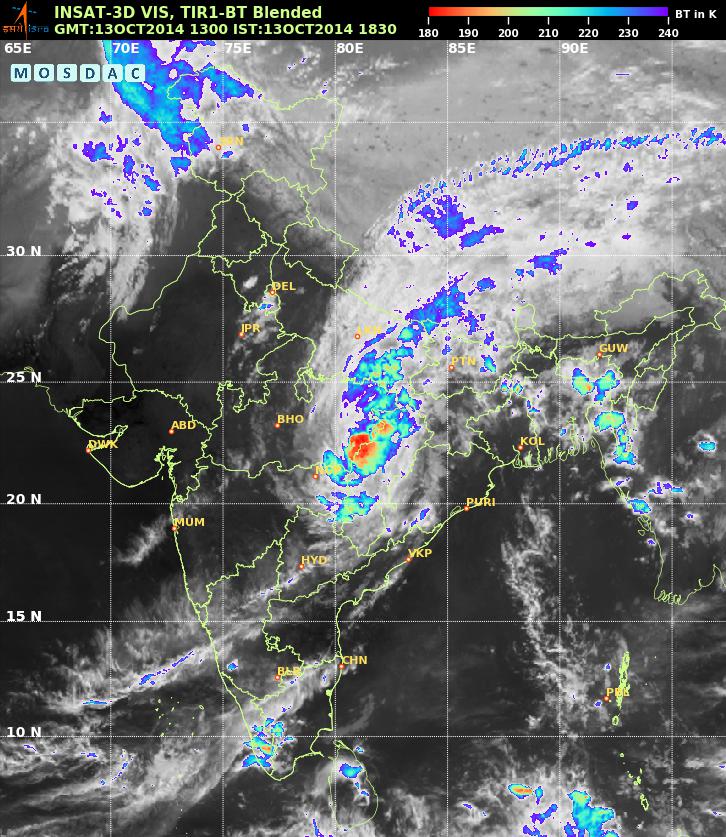 INSAT-3D VIS, TIR1-BT Blended
GMT:13OCT2014 1300 IST:13OCT2014 1830
BT in K
180 190 200 210 220 230 240
65E 70E 75E 80E 85E 90E
M O S D A C
30 N
DEL
JPR
PTN
GUW
25 N
ABD
BHO
DWK
KOL
20 N
PURI
MUM
HYD
VKP
15 N
CHN
BLR
PBL
10 N